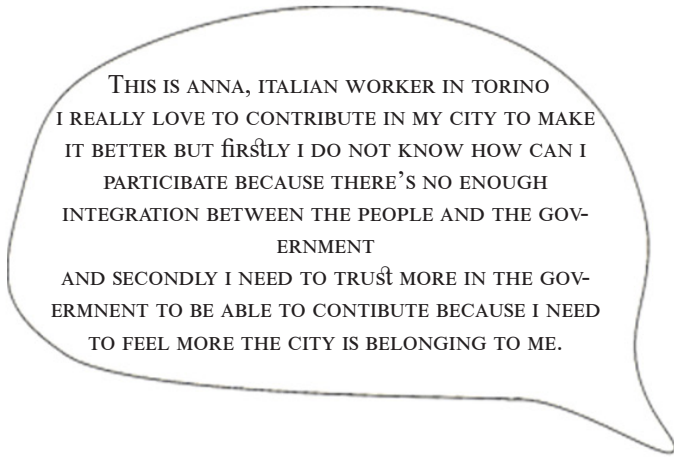 This is anna, italian worker in torino
i really love to contribute in my city to make
it better but firstly i do not know how can i
particibate because there's no enough
integration between the people and the gov-
ernment
and secondly i need to trust more in the gov-
ermnent to be able to contibute because i need
to feel more the city is belonging to me.